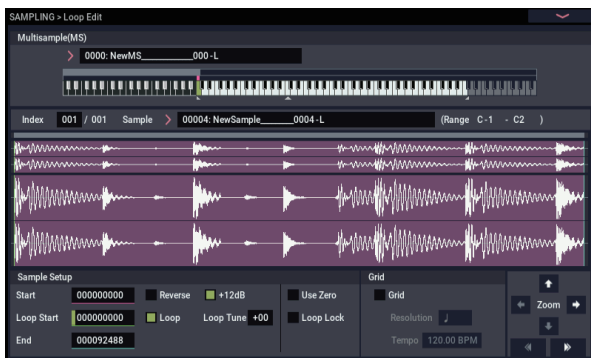 SAMPLING > Loop Edit
Multisample(MS)
0000: NewMS__________000-L
Index 001 / 001 Sample 00004: NewSample______0004-L (Range C-1 - C2 )
Sample Setup Grid
Start 000000000 Reverse +12dB Use Zero Grid
Loop Start 000000000 Loop Loop Tune +00 Loop Lock Resolution ♩ Zoom
End 000092488 Tempo 120.00 BPM